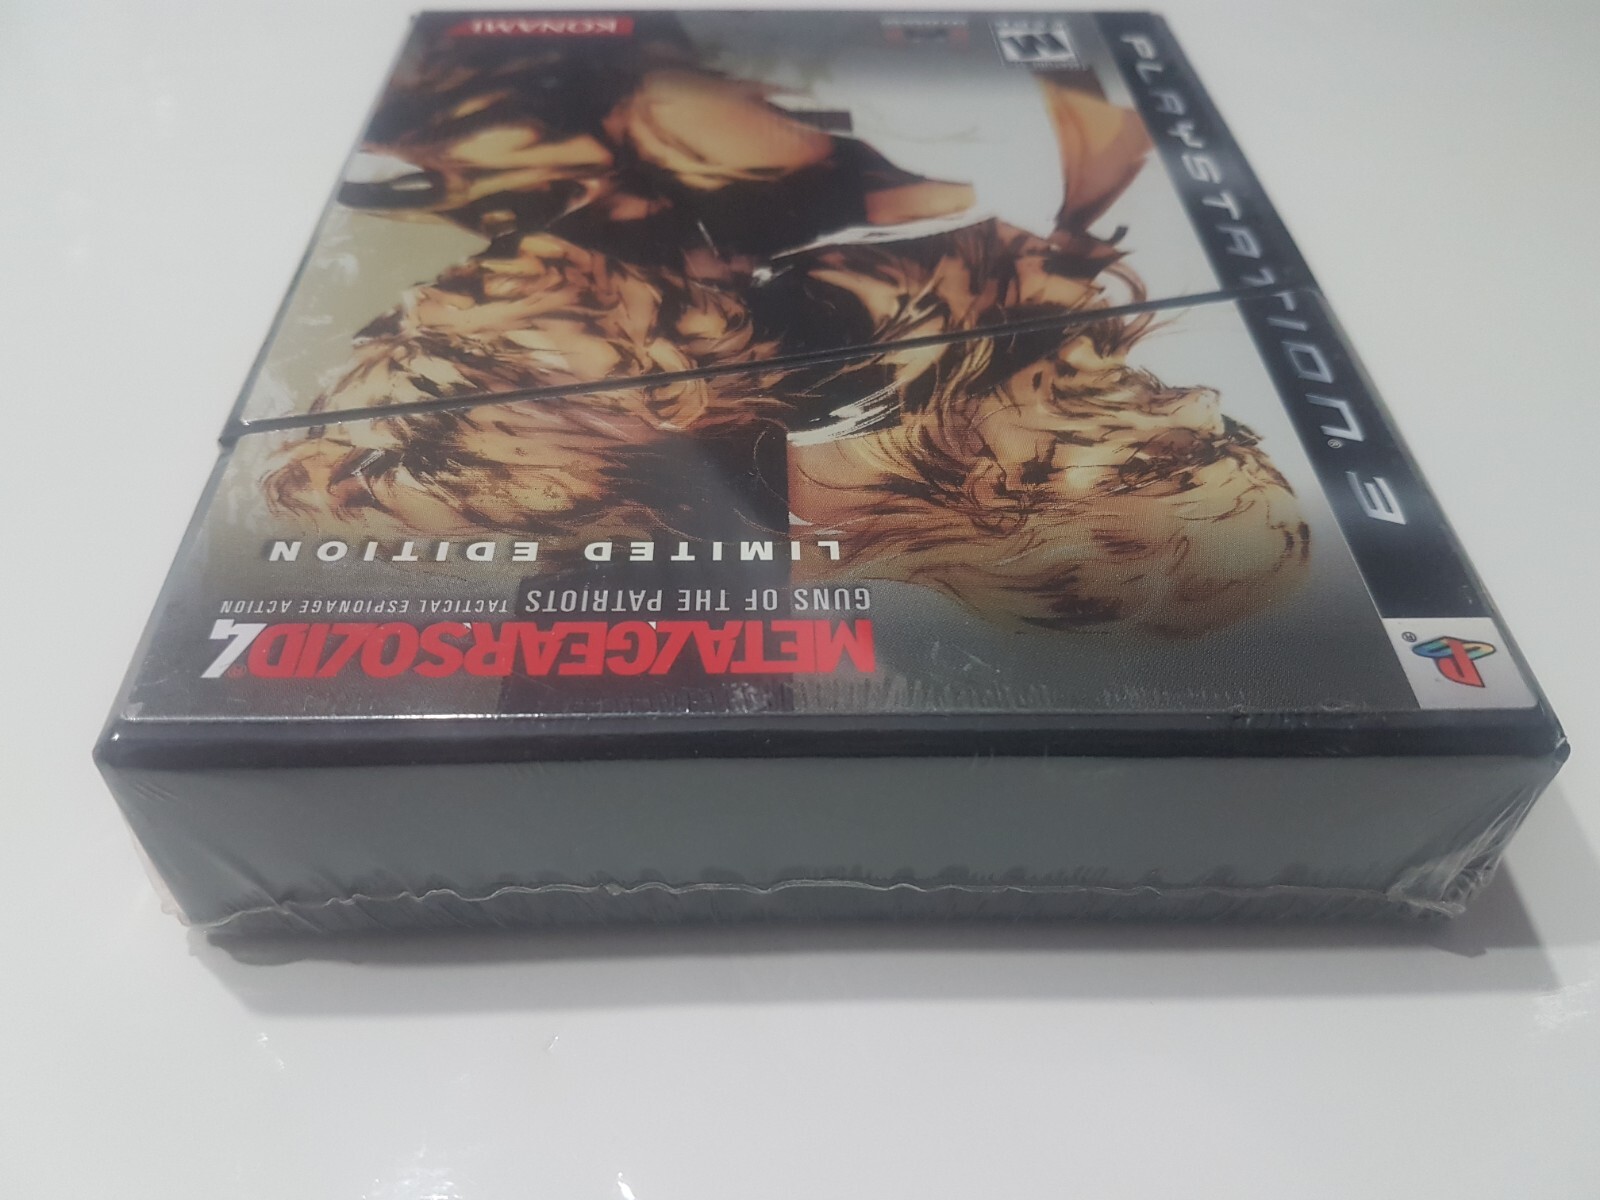 PLAYSTATION® 3
KONAMI
M
LIMITED EDITION
GUNS OF THE PATRIOTS TACTICAL ESPIONAGE ACTION
METAL GEAR SOLID® 4